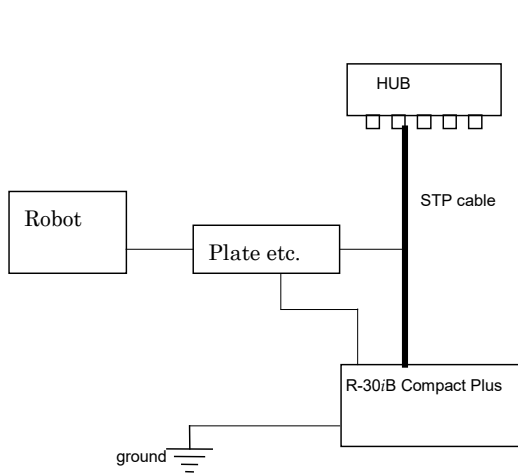 HUB
STP cable
Robot
Plate etc.
R-30iB Compact Plus
ground